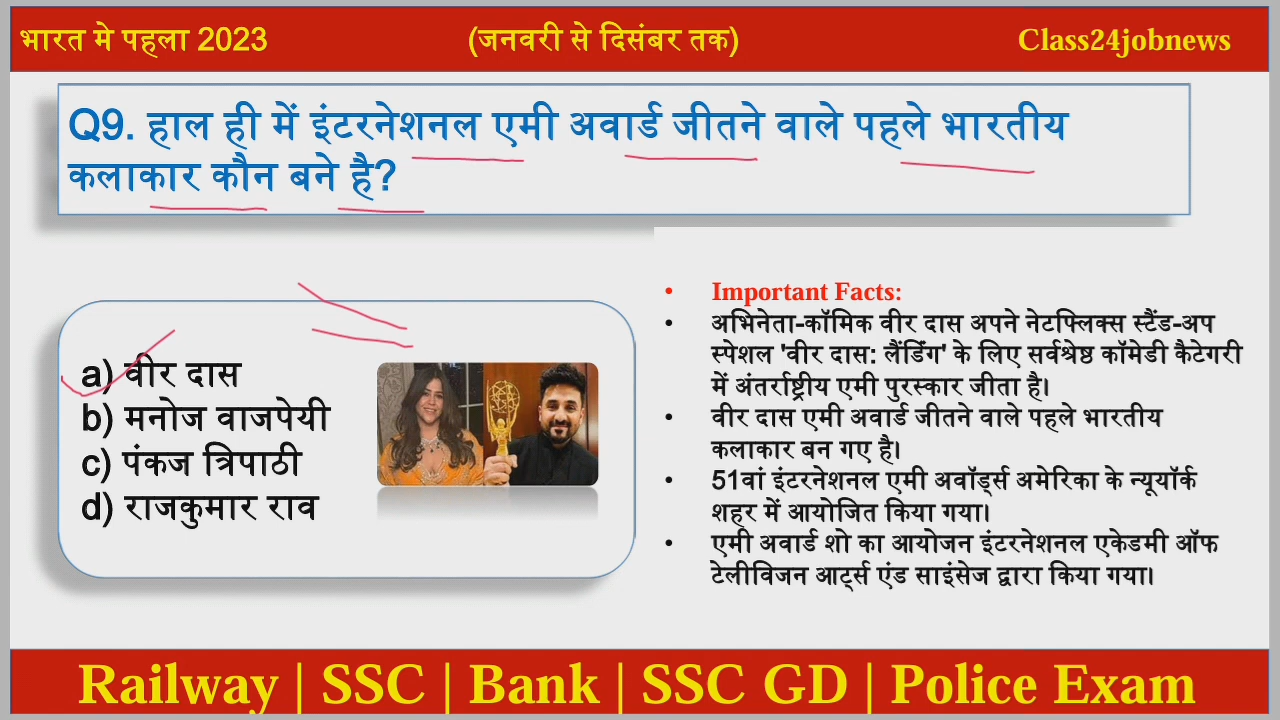 भारत मे पहला 2023 (जनवरी से दिसंबर तक) Class24jobnews
Q9. हाल ही में इंटरनेशनल एमी अवार्ड जीतने वाले पहले भारतीय
कलाकार कौन बने है?
a) वीर दास
b) मनोज वाजपेयी
c) पंकज त्रिपाठी
d) राजकुमार राव
• Important Facts:
• अभिनेता-कॉमिक वीर दास अपने नेटफ्लिक्स स्टैंड-अप
स्पेशल 'वीर दास: लैंडिंग' के लिए सर्वश्रेष्ठ कॉमेडी कैटेगरी
में अंतर्राष्ट्रीय एमी पुरस्कार जीता है।
• वीर दास एमी अवार्ड जीतने वाले पहले भारतीय
कलाकार बन गए है।
• 51वां इंटरनेशनल एमी अवॉर्ड्स अमेरिका के न्यूयॉर्क
शहर में आयोजित किया गया।
• एमी अवार्ड शो का आयोजन इंटरनेशनल एकेडमी ऑफ
टेलीविजन आर्ट्स एंड साइंसेज द्वारा किया गया।
Railway | SSC | Bank | SSC GD | Police Exam